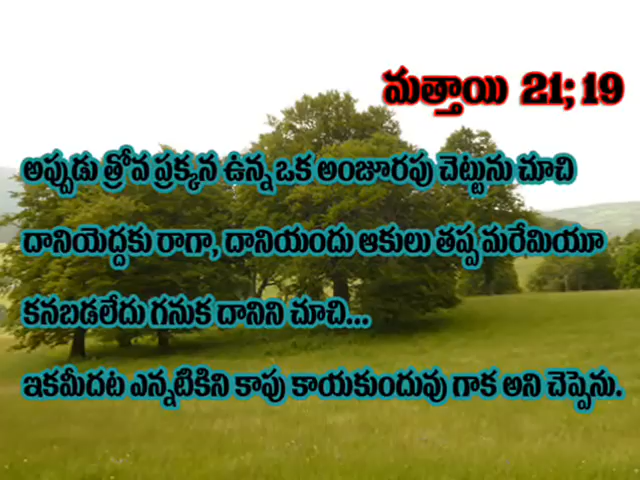 మత్తాయి 21; 19
అప్పుడు త్రోవ ప్రక్కన ఉన్న ఒక అంజూరపు చెట్టును చూచి
దానియెద్దకు రాగా, దానియందు ఆకులు తప్ప మరేమియూ
కనబడలేదు గనుక దానిని చూచి...
ఇకమీదట ఎన్నటికిని కాపు కాయకుందువు గాక అని చెప్పెను.